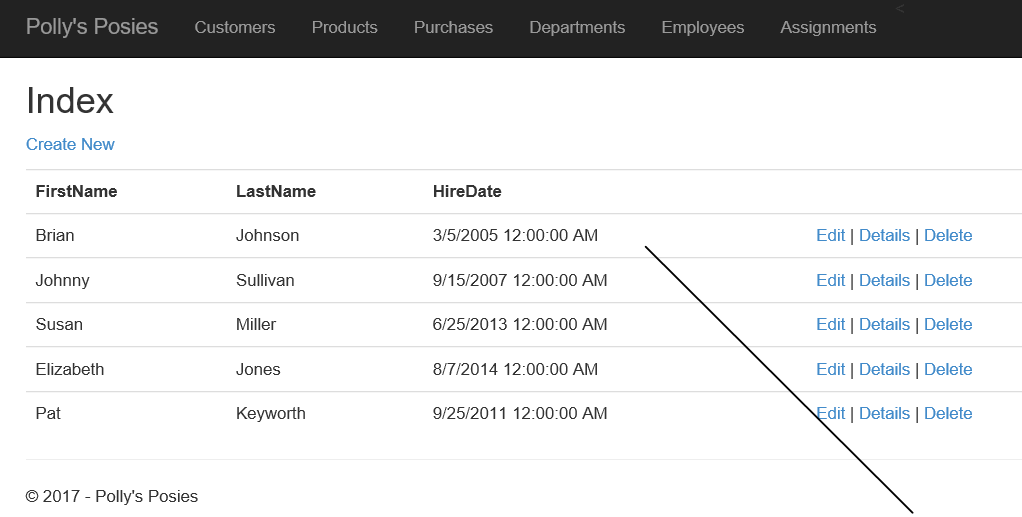 Polly's Posies Customers Products Purchases Departments Employees Assignments <
Index
Create New
FirstName LastName HireDate
Brian Johnson 3/5/2005 12:00:00 AM Edit | Details | Delete
Johnny Sullivan 9/15/2007 12:00:00 AM Edit | Details | Delete
Susan Miller 6/25/2013 12:00:00 AM Edit | Details | Delete
Elizabeth Jones 8/7/2014 12:00:00 AM Edit | Details | Delete
Pat Keyworth 9/25/2011 12:00:00 AM Edit | Details | Delete
© 2017 - Polly's Posies